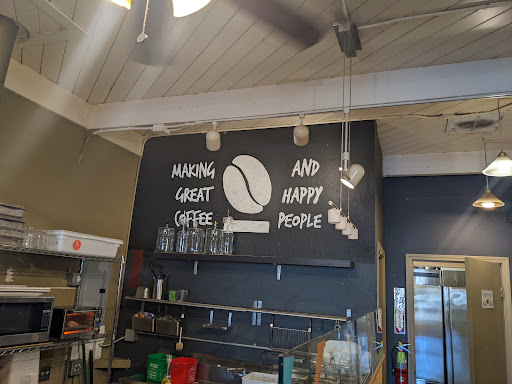 MAKING
GREAT
COFFEE
AND
HAPPY
PEOPLE